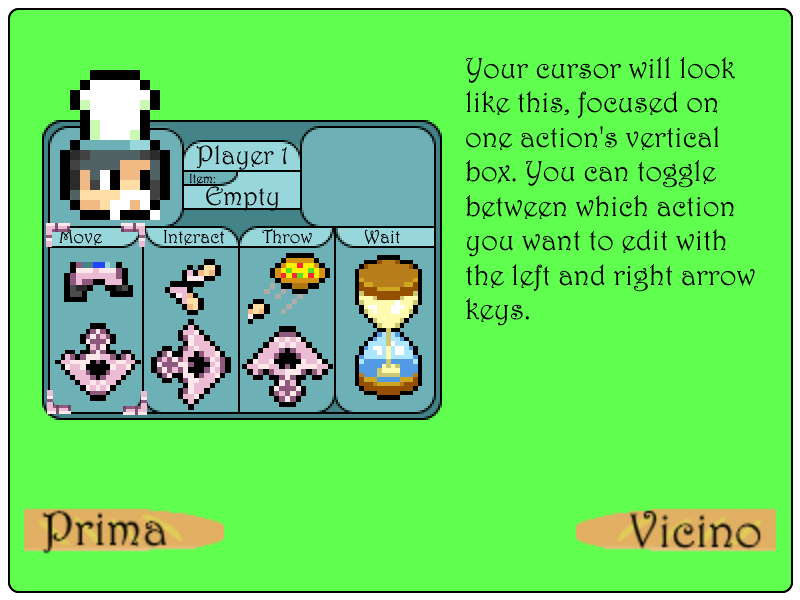 Your cursor will look
like this, focused on
one action's vertical
box. You can toggle
between which action
you want to edit with
the left and right arrow
keys.
Player 1
Item:
Empty
Move
Interact
Throw
Wait
Prima
Vicino